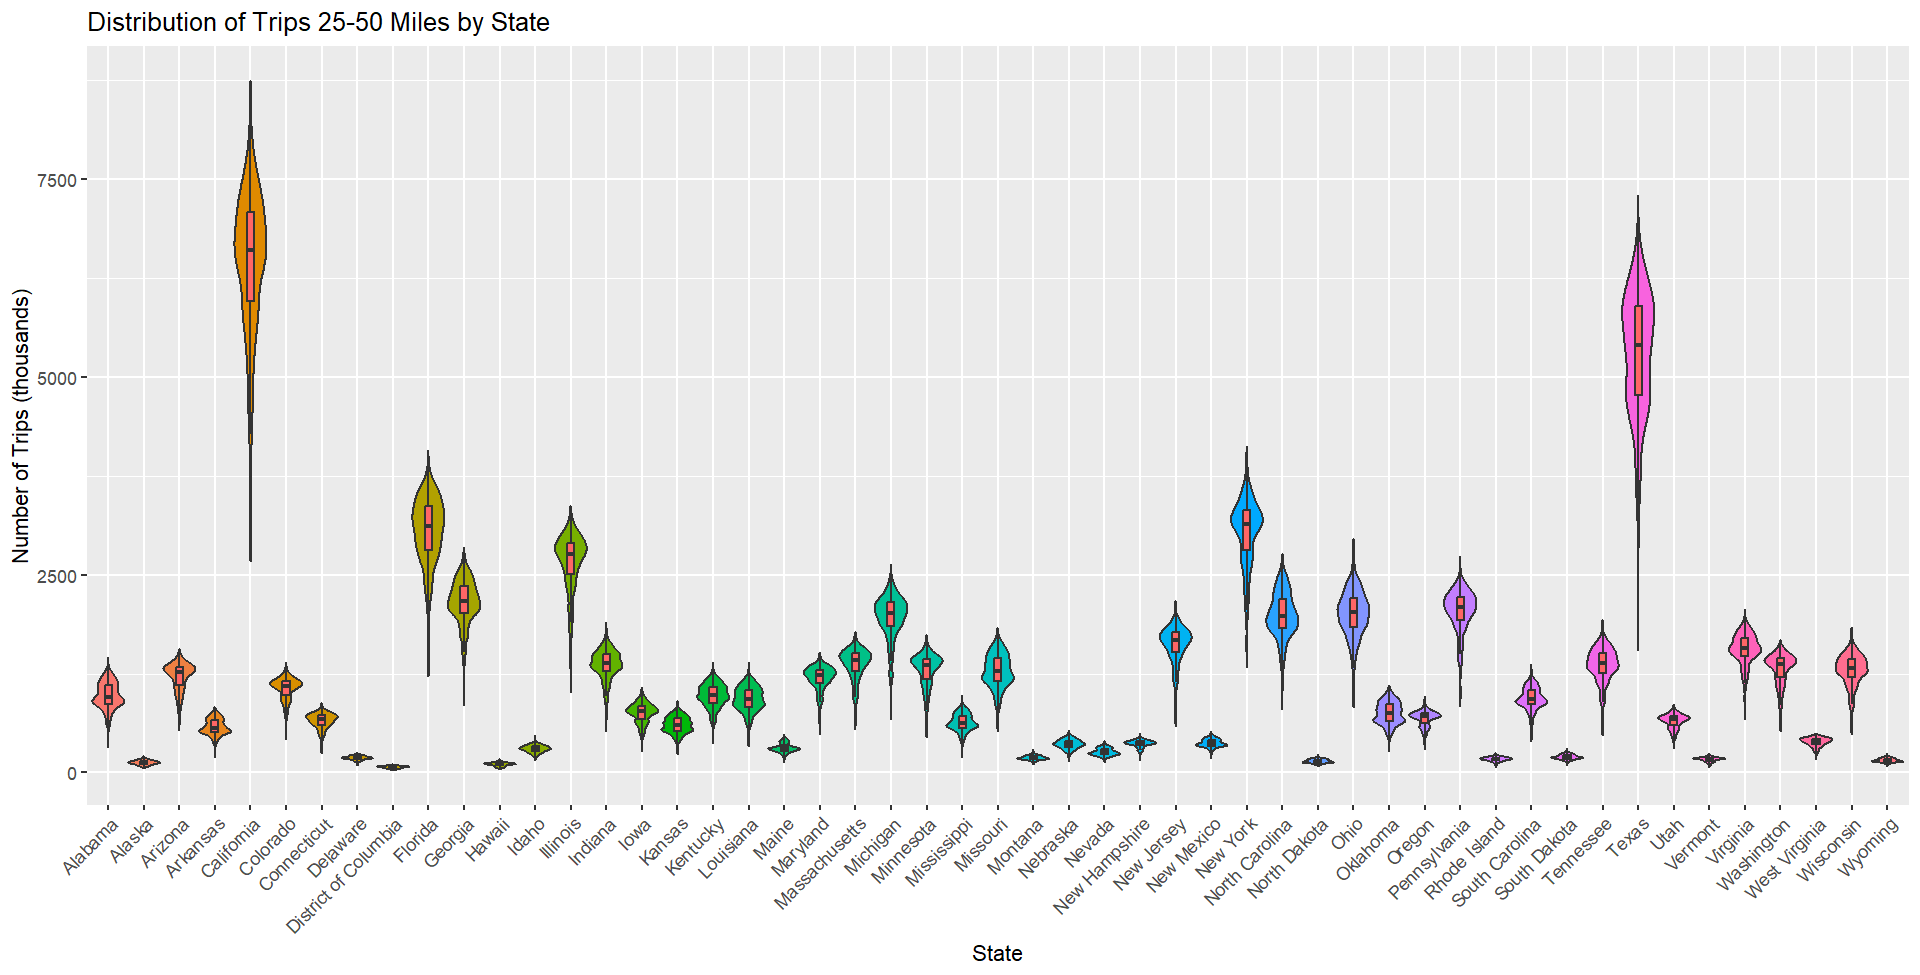 Distribution of Trips 25-50 Miles by State
Number of Trips (thousands)
7500
5000
2500
0
Alabama
Alaska
Arizona
Arkansas
California
Colorado
Connecticut
Delaware
District of Columbia
Florida
Georgia
Hawaii
Idaho
Illinois
Indiana
Iowa
Kansas
Kentucky
Louisiana
Maine
Maryland
Massachusetts
Michigan
Minnesota
Mississippi
Missouri
Montana
Nebraska
Nevada
New Hampshire
New Jersey
New Mexico
New York
North Carolina
North Dakota
Ohio
Oklahoma
Oregon
Pennsylvania
Rhode Island
South Carolina
South Dakota
Tennessee
Texas
Utah
Vermont
Virginia
Washington
West Virginia
Wisconsin
Wyoming
State